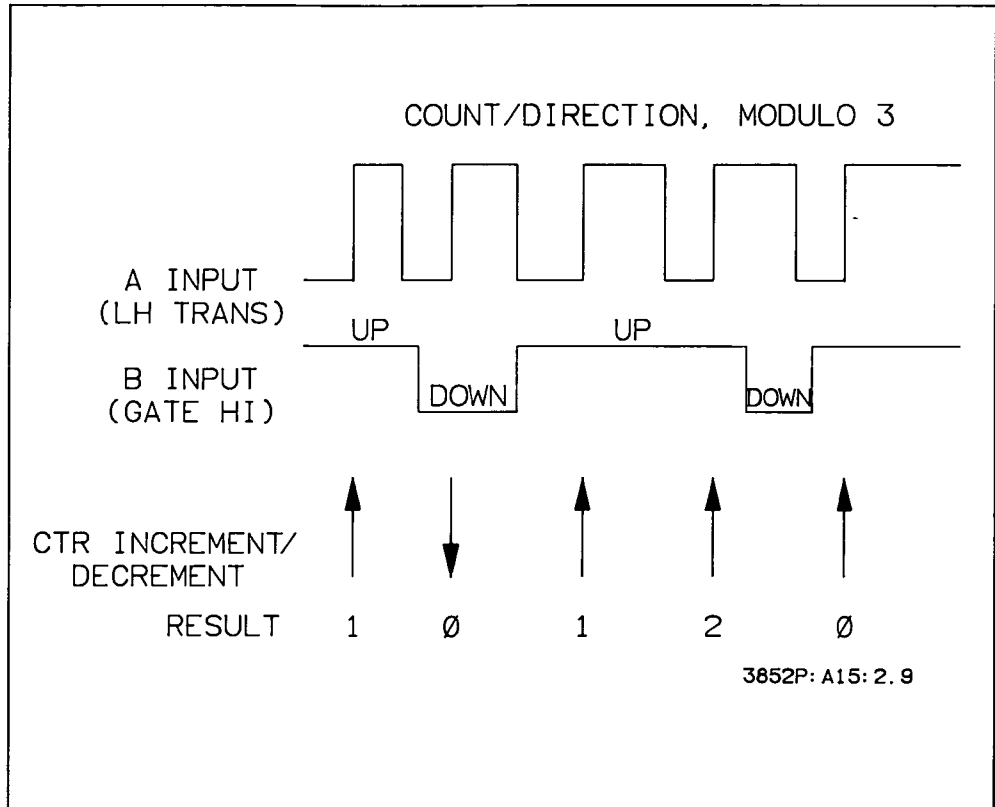 COUNT/DIRECTION, MODULO 3
A INPUT
(LH TRANS)
UP UP
B INPUT
(GATE HI)
DOWN DOWN
CTR INCREMENT/
DECREMENT
RESULT 1 Ø 1 2 Ø
3852P:A15:2.9